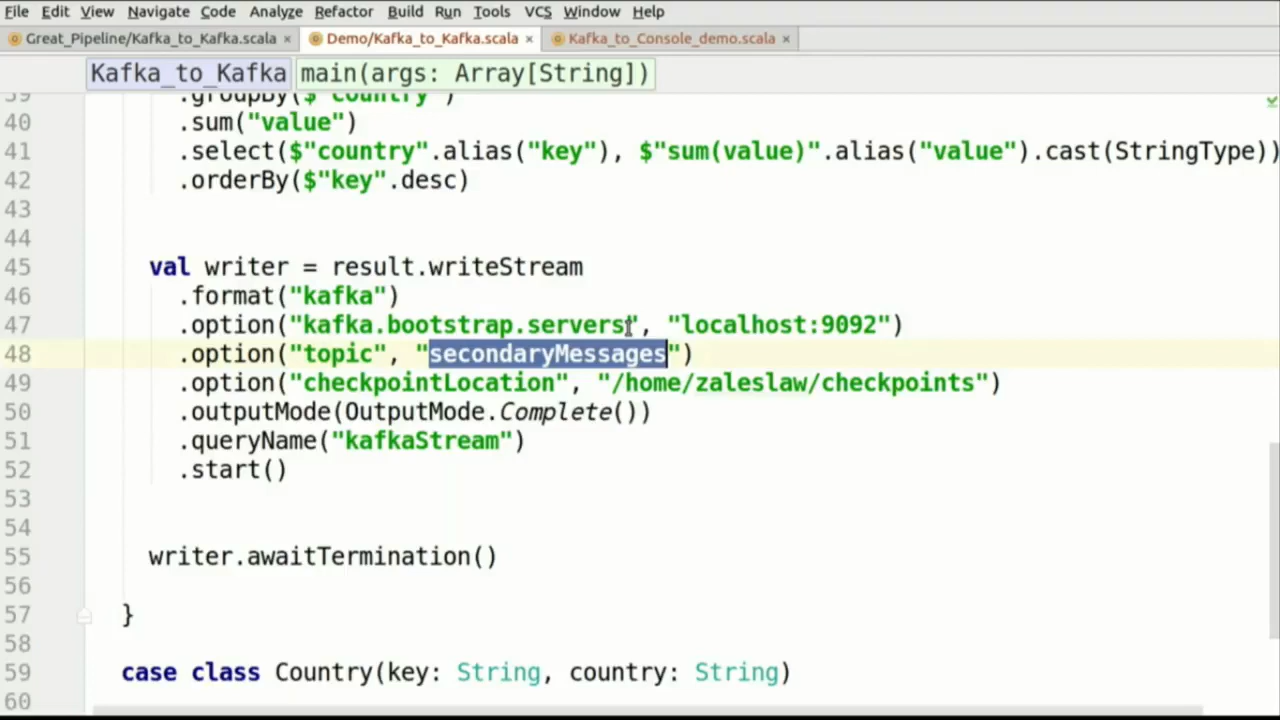 File Edit View Navigate Code Analyze Refactor Build Run Tools VCS Window Help
Great_Pipeline/Kafka_to_Kafka.scala × Demo/Kafka_to_Kafka.scala × Kafka_to_Console_demo.scala ×
Kafka_to_Kafka main(args: Array[String])
39 .groupBy($"country")
40 .sum("value")
41 .select($"country".alias("key"), $"sum(value)".alias("value").cast(StringType))
42 .orderBy($"key".desc)
43
44
45 val writer = result.writeStream
46 .format("kafka")
47 .option("kafka.bootstrap.servers", "localhost:9092")
48 .option("topic", "secondaryMessages")
49 .option("checkpointLocation", "/home/zaleslaw/checkpoints")
50 .outputMode(OutputMode.Complete())
51 .queryName("kafkaStream")
52 .start()
53
54
55 writer.awaitTermination()
56
57 }
58
59 case class Country(key: String, country: String)
60